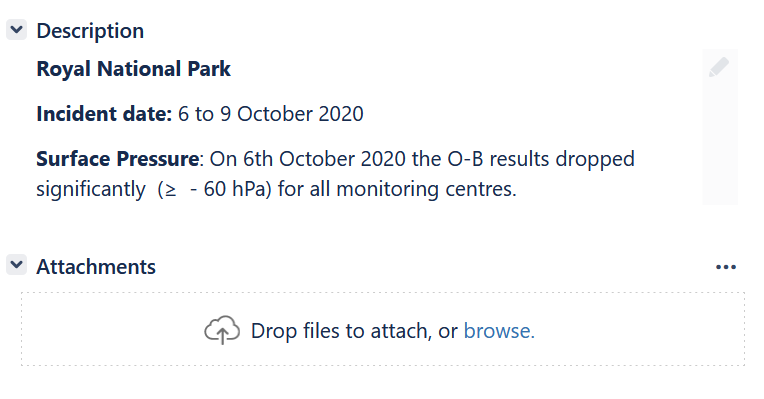 Description
Royal National Park
Incident date: 6 to 9 October 2020
Surface Pressure: On 6th October 2020 the O-B results dropped
significantly  (≥  - 60 hPa) for all monitoring centres.
Attachments
Drop files to attach, or browse.